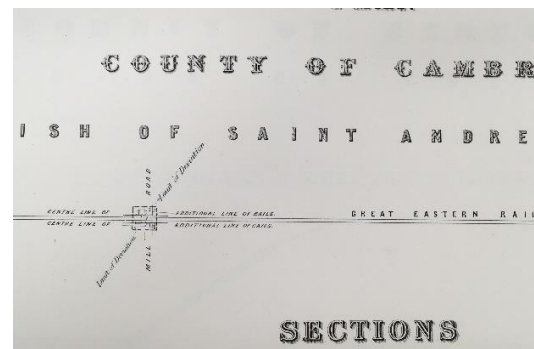 COUNTY OF CAMBR
ISH OF SAINT ANDRE
Limit of Deviation
MILL ROAD
CENTRE LINE OF ADDITIONAL LINE OF RAILS.
GREAT EASTERN RAIL
CENTRE LINE OF ADDITIONAL LINE OF RAILS.
Limit of Deviation
SECTIONS